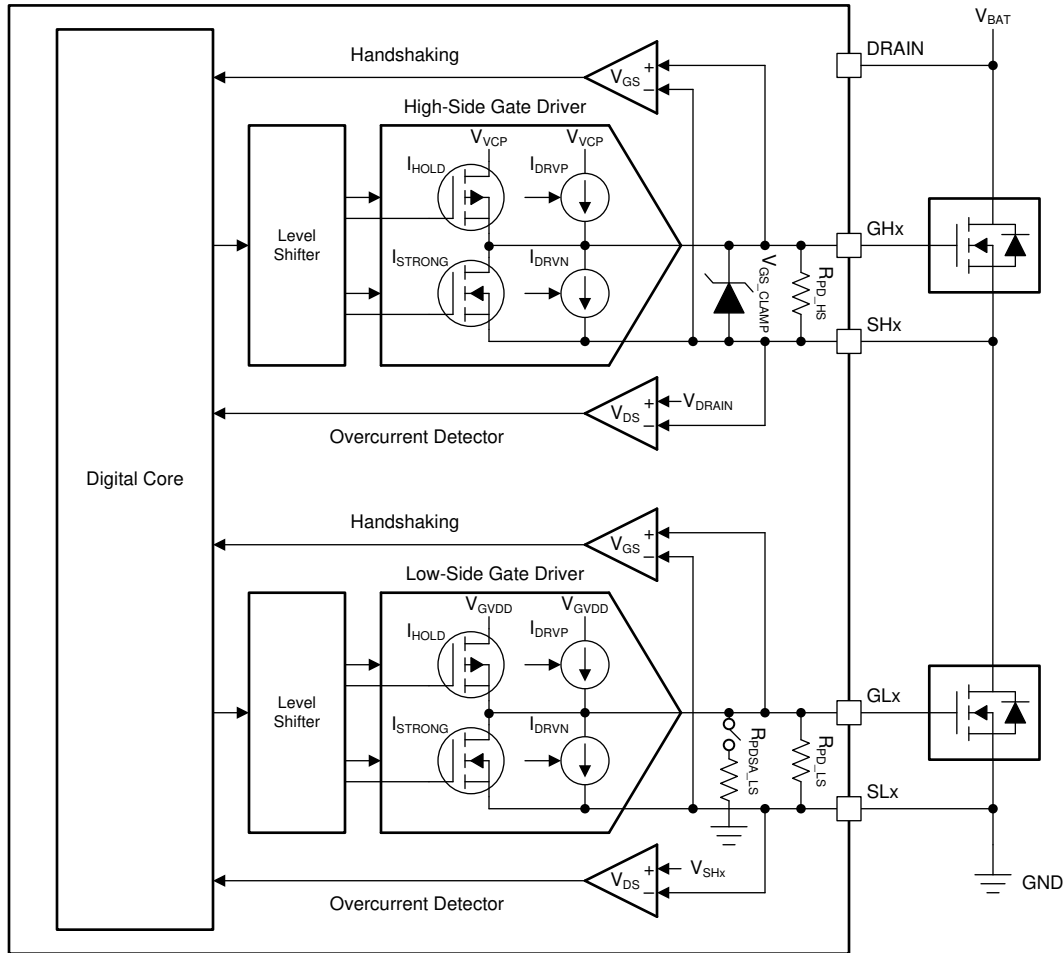 V_BAT
DRAIN
Handshaking
V_GS + −
High-Side Gate Driver
V_VCP V_VCP
I_HOLD I_DRVP
Level
Shifter
I_STRONG I_DRVN
V_GS_CLAMP
R_PD_HS
GHx
SHx
V_DS + −
V_DRAIN
Overcurrent Detector
Digital Core
Handshaking
V_GS + −
Low-Side Gate Driver
V_GVDD V_GVDD
I_HOLD I_DRVP
Level
Shifter
I_STRONG I_DRVN
R_PDSA_LS
R_PD_LS
GLx
SLx
V_DS + −
V_SHx
Overcurrent Detector
GND